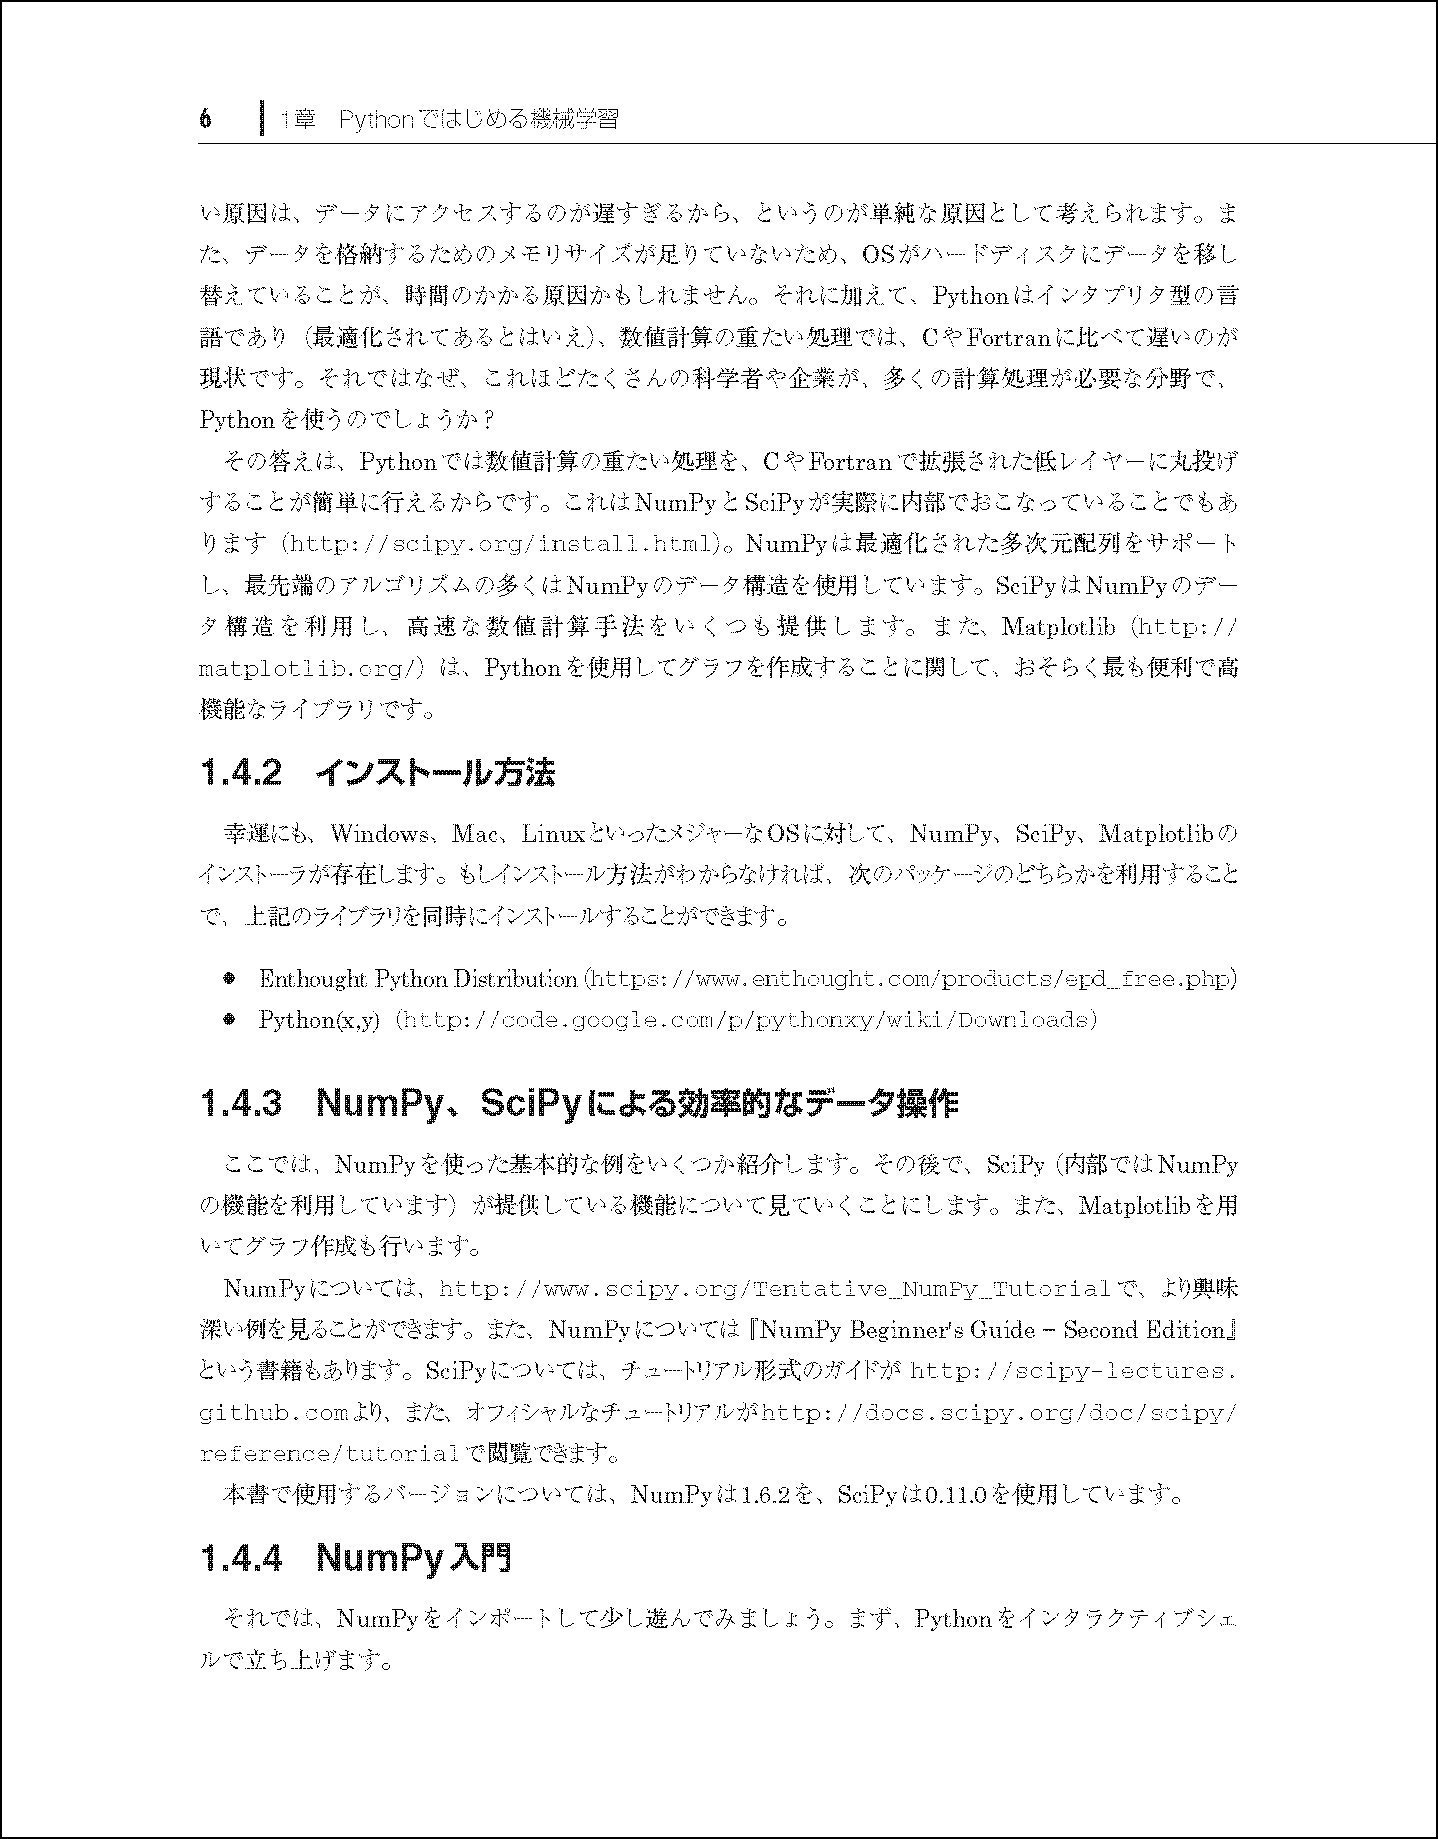 6 1章 Pythonではじめる機械学習
い原因は、データにアクセスするのが遅すぎるから、というのが単純な原因として考えられます。ま
た、データを格納するためのメモリサイズが足りていないため、OSがハードディスクにデータを移し
替えていることが、時間のかかる原因かもしれません。それに加えて、Pythonはインタプリタ型の言
語であり（最適化されてあるとはいえ）、数値計算の重たい処理では、CやFortranに比べて遅いのが
現状です。それではなぜ、これほどたくさんの科学者や企業が、多くの計算処理が必要な分野で、
Pythonを使うのでしょうか？
その答えは、Pythonでは数値計算の重たい処理を、CやFortranで拡張された低レイヤーに丸投げ
することが簡単に行えるからです。これはNumPyとSciPyが実際に内部でおこなっていることでもあ
ります（http://scipy.org/install.html）。NumPyは最適化された多次元配列をサポート
し、最先端のアルゴリズムの多くはNumPyのデータ構造を使用しています。SciPyはNumPyのデー
タ構造を利用し、高速な数値計算手法をいくつも提供します。また、Matplotlib（http://
matplotlib.org/）は、Pythonを使用してグラフを作成することに関して、おそらく最も便利で高
機能なライブラリです。
1.4.2 インストール方法
幸運にも、Windows、Mac、LinuxといったメジャーなOSに対して、NumPy、SciPy、Matplotlibの
インストーラが存在します。もしインストール方法がわからなければ、次のパッケージのどちらかを利用すること
で、上記のライブラリを同時にインストールすることができます。
● Enthought Python Distribution（https://www.enthought.com/products/epd_free.php）
● Python(x,y)（http://code.google.com/p/pythonxy/wiki/Downloads）
1.4.3 NumPy、SciPyによる効率的なデータ操作
ここでは、NumPyを使った基本的な例をいくつか紹介します。その後で、SciPy（内部ではNumPy
の機能を利用しています）が提供している機能について見ていくことにします。また、Matplotlibを用
いてグラフ作成も行います。
NumPyについては、http://www.scipy.org/Tentative_NumPy_Tutorialで、より興味
深い例を見ることができます。また、NumPyについては『NumPy Beginner's Guide – Second Edition』
という書籍もあります。SciPyについては、チュートリアル形式のガイドが http://scipy-lectures.
github.comより、また、オフィシャルなチュートリアルがhttp://docs.scipy.org/doc/scipy/
reference/tutorialで閲覧できます。
本書で使用するバージョンについては、NumPyは1.6.2を、SciPyは0.11.0を使用しています。
1.4.4 NumPy入門
それでは、NumPyをインポートして少し遊んでみましょう。まず、Pythonをインタラクティブシェ
ルで立ち上げます。